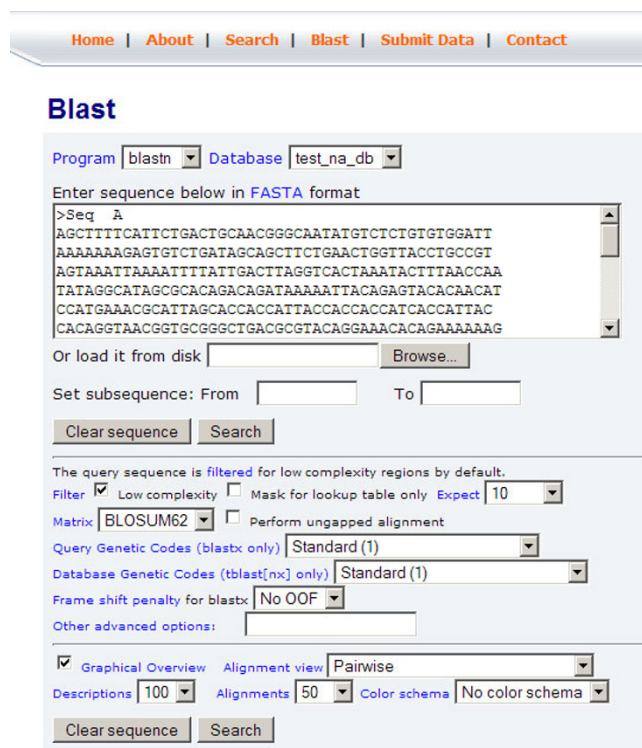 Home | About | Search | Blast | Submit Data | Contact
Blast
Program blastn Database test_na_db
Enter sequence below in FASTA format
>Seq A
AGCTTTTCATTCTGACTGCAACGGGCAATATGTCTCTGTGTGGATT
AAAAAAAGAGTGTCTGATAGCAGCTTCTGAACTGGTTACCTGCCGT
AGTAAATTAAAATTTTATTGACTTAGGTCACTAAATACTTTAACCAA
TATAGGCATAGCGCACAGACAGATAAAAATTACAGAGTACACAACAT
CCATGAAACGCATTAGCACCACCATTACCACCACCATCACCATTAC
CACAGGTAACGGTGCGGGCTGACGCGTACAGGAAACACAGAAAAAAG
Or load it from disk Browse...
Set subsequence: From To
Clear sequence Search
The query sequence is filtered for low complexity regions by default.
Filter Low complexity Mask for lookup table only Expect 10
Matrix BLOSUM62 Perform ungapped alignment
Query Genetic Codes (blastx only) Standard (1)
Database Genetic Codes (tblast[nx] only) Standard (1)
Frame shift penalty for blastx No OOF
Other advanced options:
Graphical Overview Alignment view Pairwise
Descriptions 100 Alignments 50 Color schema No color schema
Clear sequence Search